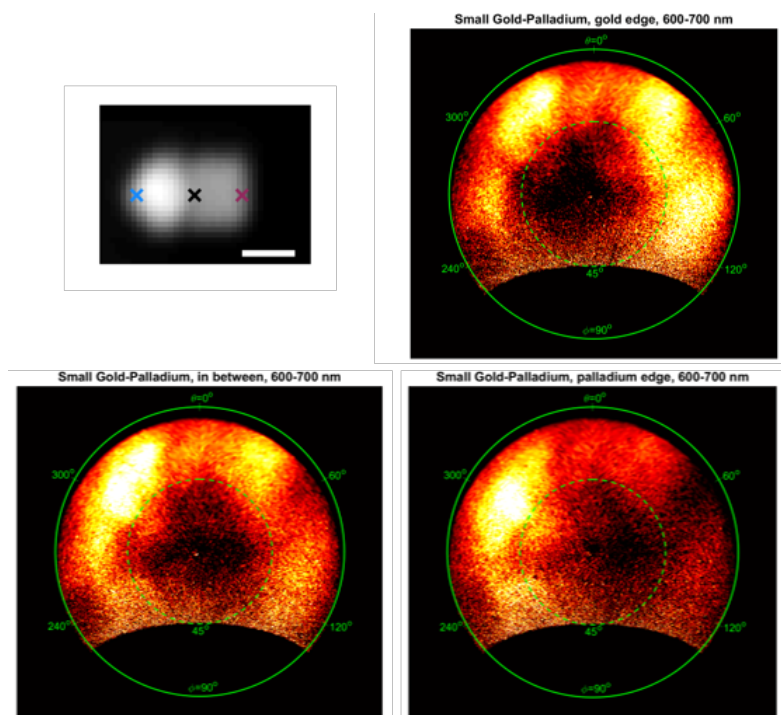 Small Gold-Palladium, gold edge, 600-700 nm
θ=0°
300°
60°
240°
120°
45°
ϕ=90°
Small Gold-Palladium, in between, 600-700 nm
θ=0°
300°
60°
240°
120°
45°
ϕ=90°
Small Gold-Palladium, palladium edge, 600-700 nm
θ=0°
300°
60°
240°
120°
45°
ϕ=90°